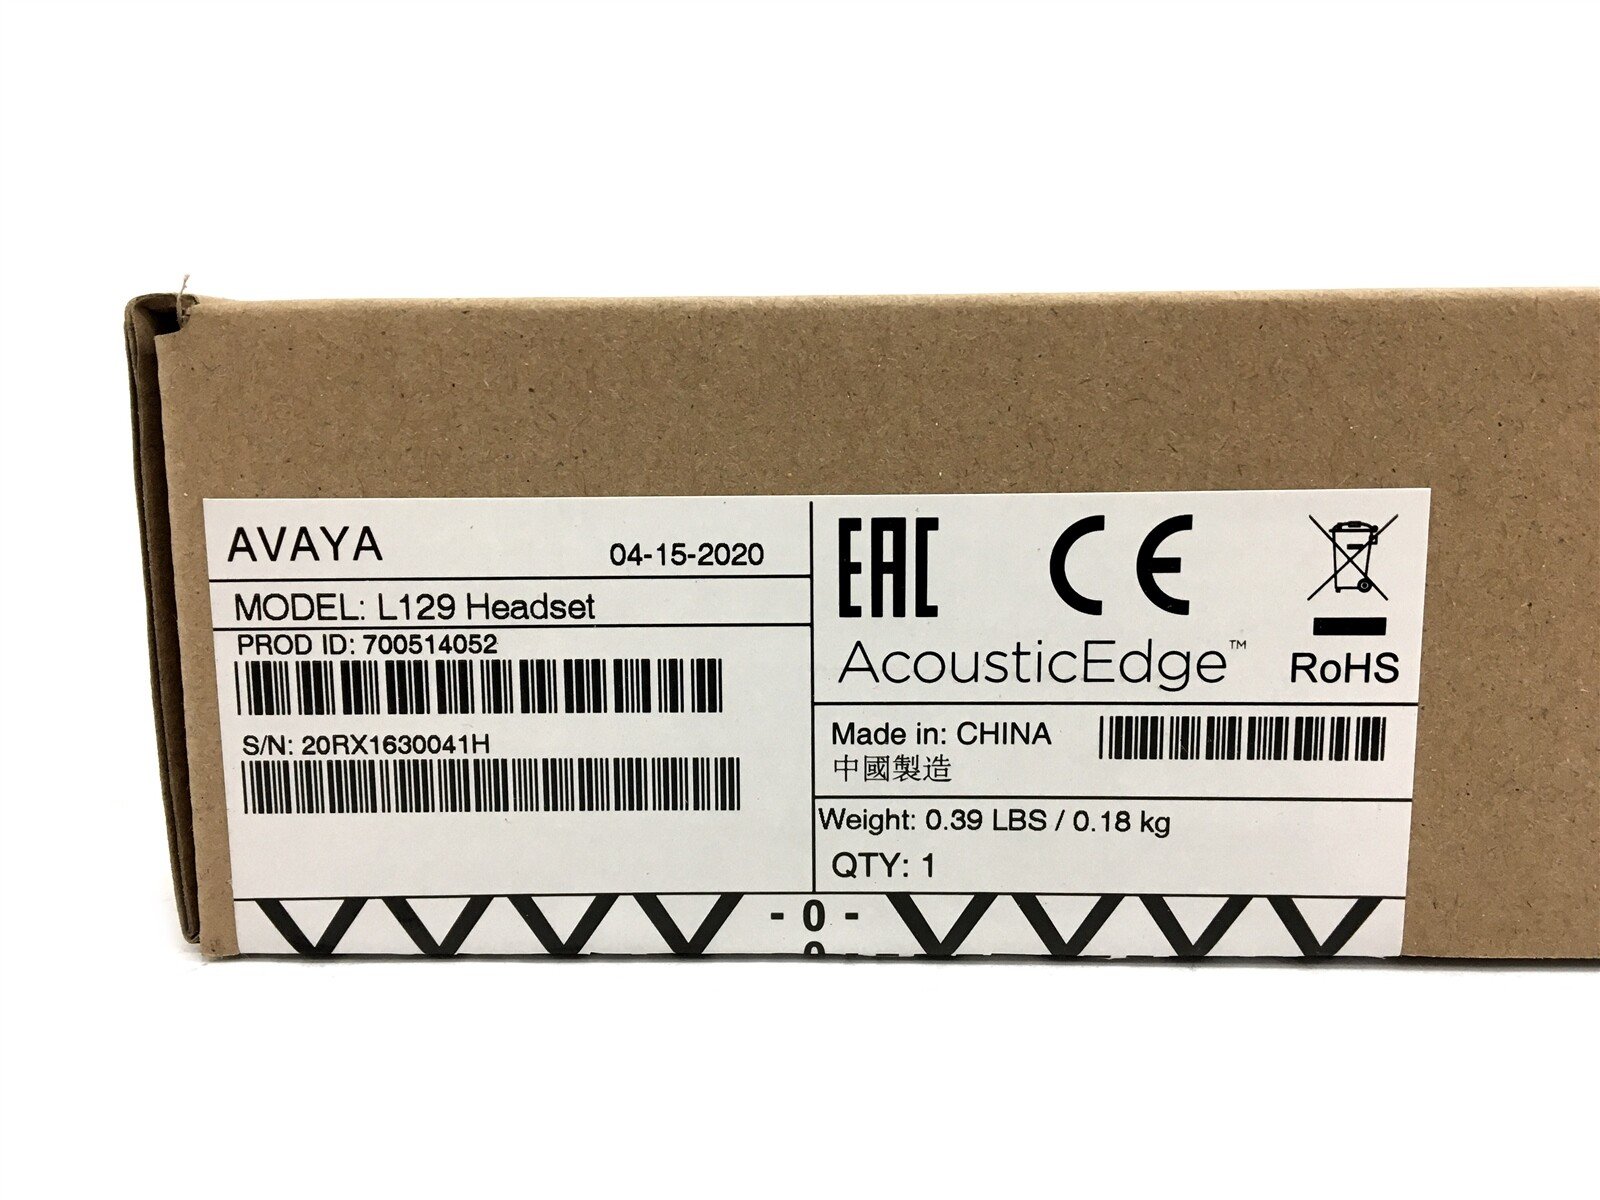 AVAYA
04-15-2020
MODEL: L129 Headset
PROD ID: 700514052
S/N: 20RX1630041H
EAC CE
AcousticEdge™
RoHS
Made in: CHINA
中國製造
Weight: 0.39 LBS / 0.18 kg
QTY: 1
- 0 -